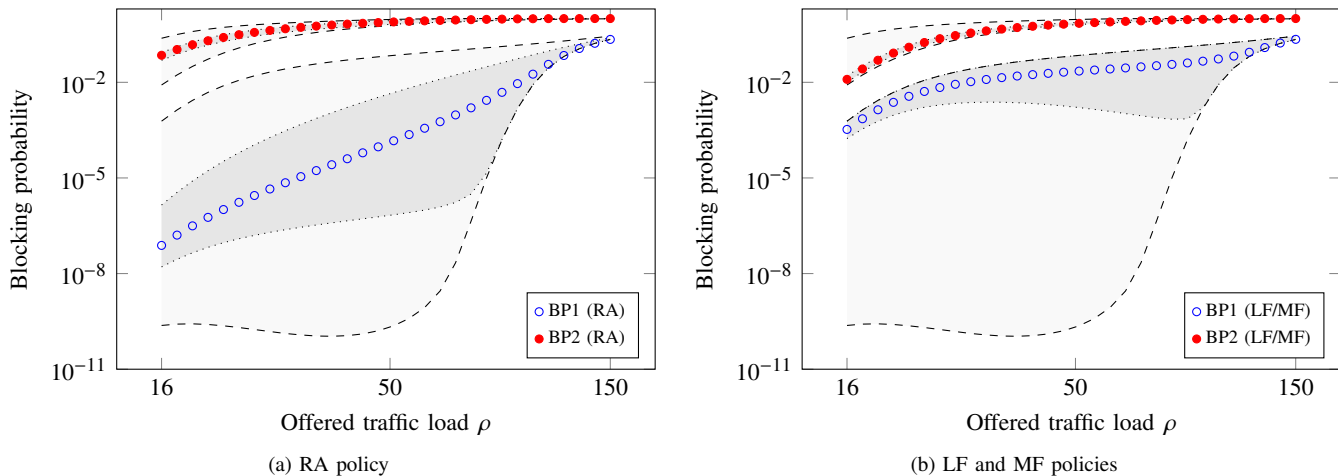 Blocking probability
10⁻²
10⁻⁵
10⁻⁸
10⁻¹¹
BP1 (RA)
BP2 (RA)
16 50 150
Offered traffic load ρ
(a) RA policy
Blocking probability
10⁻²
10⁻⁵
10⁻⁸
10⁻¹¹
BP1 (LF/MF)
BP2 (LF/MF)
16 50 150
Offered traffic load ρ
(b) LF and MF policies